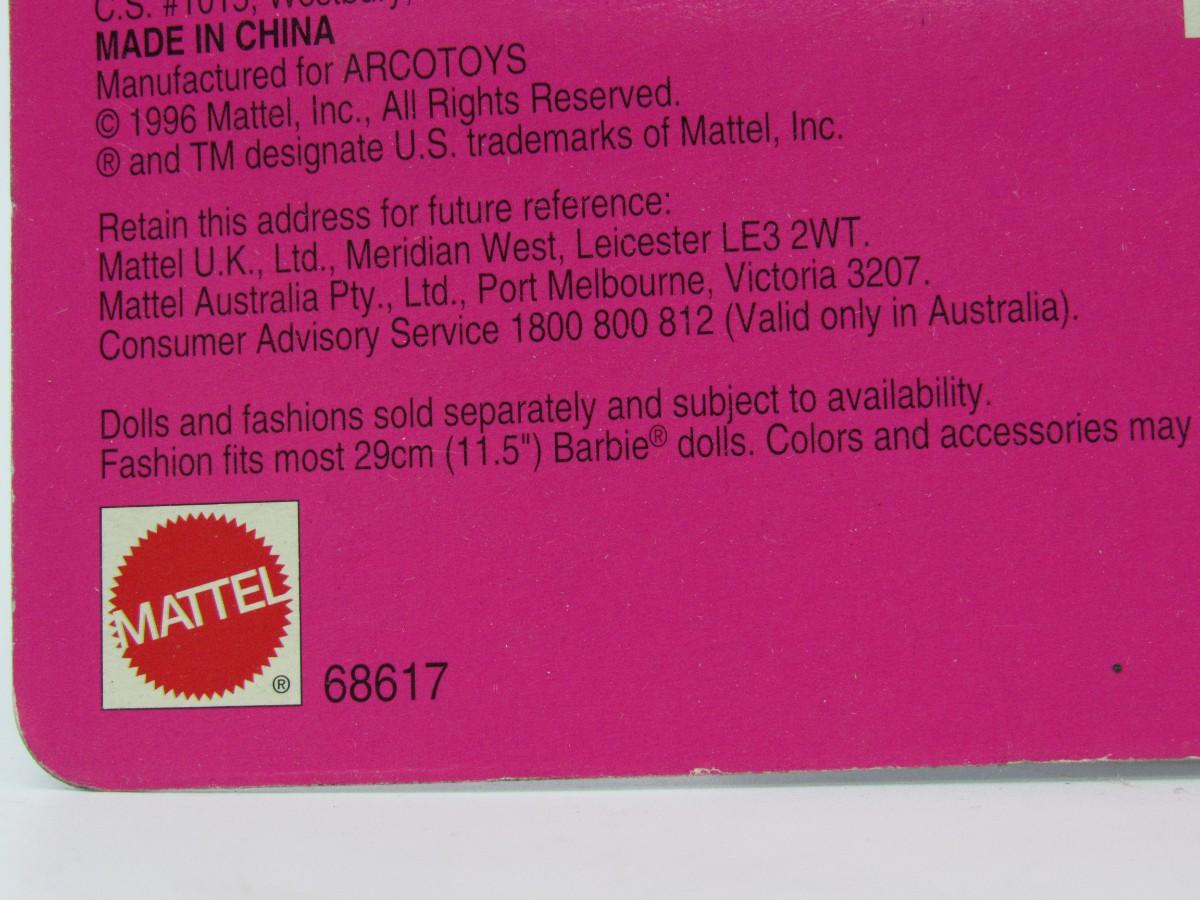 C.S. #1015, Westbury,
MADE IN CHINA
Manufactured for ARCOTOYS
© 1996 Mattel, Inc., All Rights Reserved.
® and TM designate U.S. trademarks of Mattel, Inc.
Retain this address for future reference:
Mattel U.K., Ltd., Meridian West, Leicester LE3 2WT.
Mattel Australia Pty., Ltd., Port Melbourne, Victoria 3207.
Consumer Advisory Service 1800 800 812 (Valid only in Australia).
Dolls and fashions sold separately and subject to availability.
Fashion fits most 29cm (11.5") Barbie® dolls. Colors and accessories may
MATTEL
®
68617